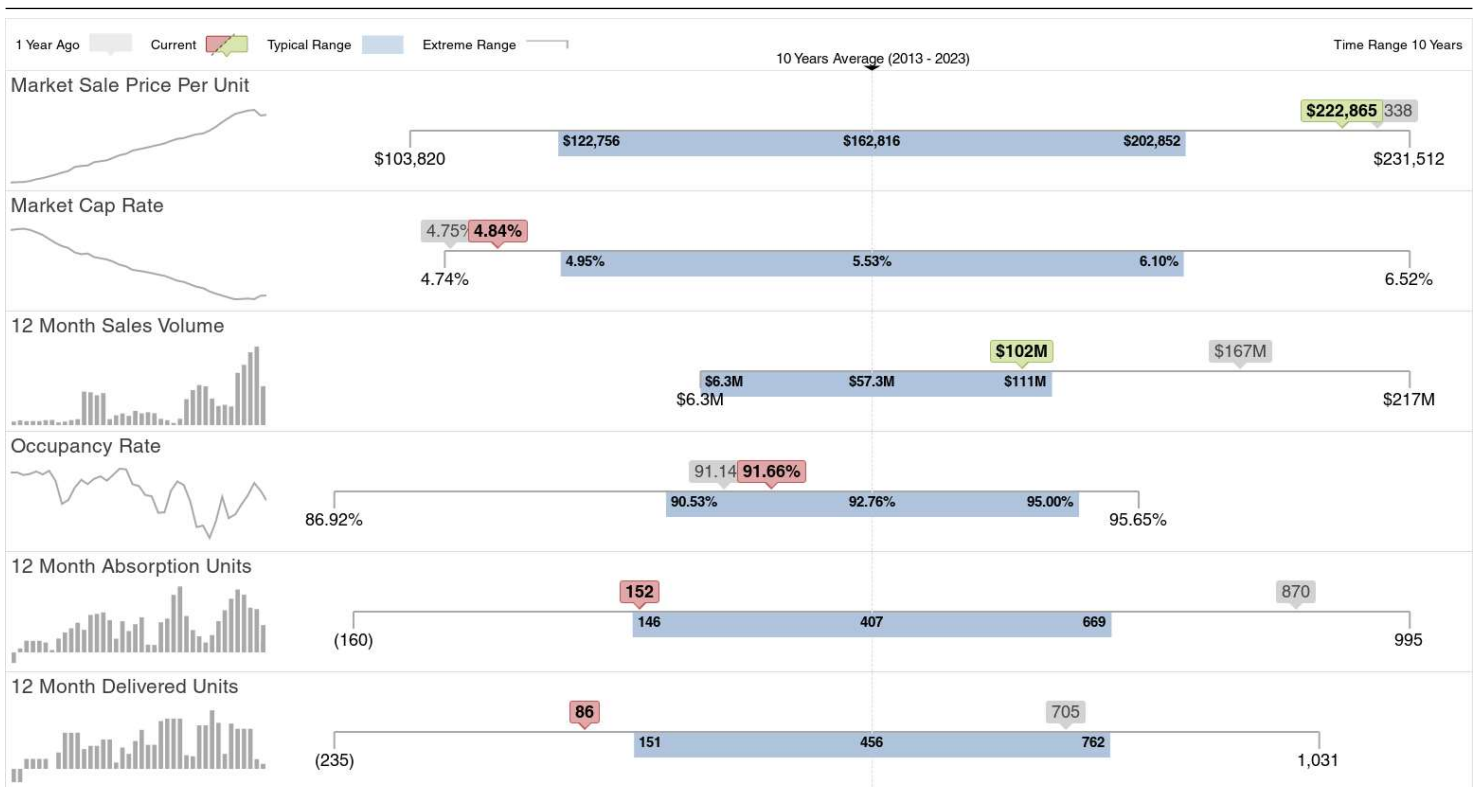 1 Year Ago Current Typical Range Extreme Range Time Range 10 Years
10 Years Average (2013 - 2023)
Market Sale Price Per Unit
$222,865 338
$122,756 $162,816 $202,852
$103,820 $231,512
Market Cap Rate
4.75% 4.84%
4.95% 5.53% 6.10%
4.74% 6.52%
12 Month Sales Volume
$102M $167M
$6.3M $57.3M $111M
$6.3M $217M
Occupancy Rate
91.14 91.66%
90.53% 92.76% 95.00%
86.92% 95.65%
12 Month Absorption Units
152 870
146 407 669
(160) 995
12 Month Delivered Units
86 705
151 456 762
(235) 1,031